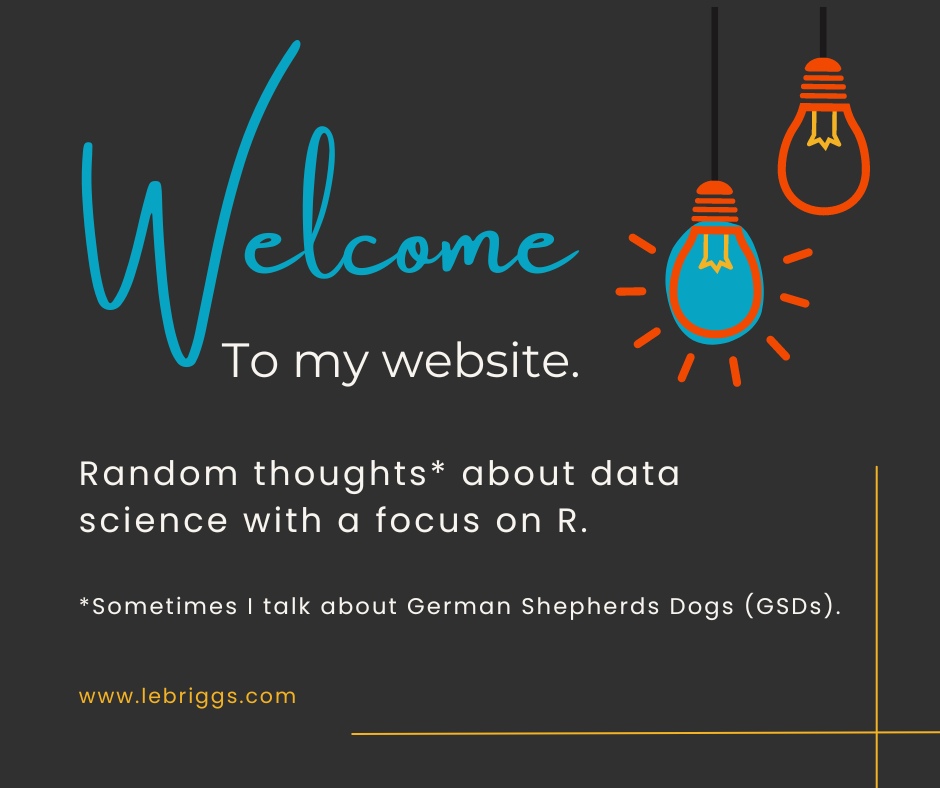 Welcome
To my website.
Random thoughts* about data
science with a focus on R.
*Sometimes I talk about German Shepherds Dogs (GSDs).
www.lebriggs.com